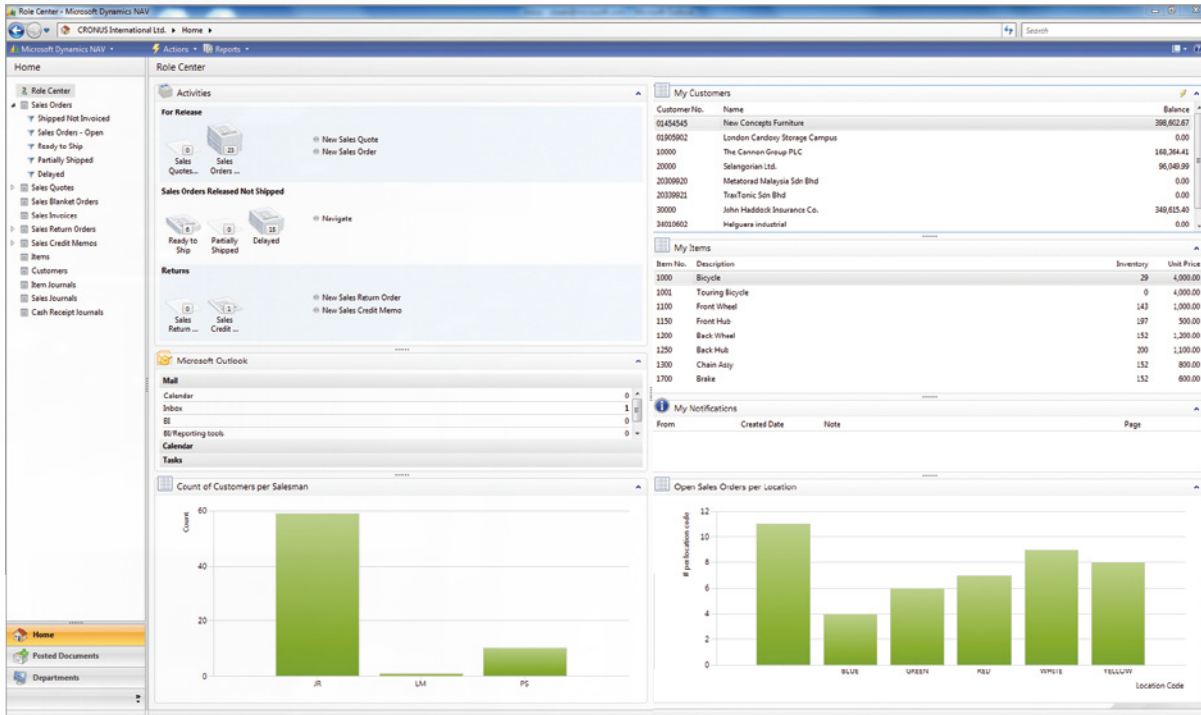 Role Center - Microsoft Dynamics NAV
CRONUS International Ltd. ▸ Home ▸
Search
Microsoft Dynamics NAV
Actions
Reports
Home
Role Center
Role Center
Sales Orders
Shipped Not Invoiced
Sales Orders - Open
Ready to Ship
Partially Shipped
Delayed
Sales Quotes
Sales Blanket Orders
Sales Invoices
Sales Return Orders
Sales Credit Memos
Items
Customers
Item Journals
Sales Journals
Cash Receipt Journals
Home
Posted Documents
Departments
Activities
For Release
0
23
Sales Quotes...
Sales Orders ...
New Sales Quote
New Sales Order
Sales Orders Released Not Shipped
6
0
15
Ready to Ship
Partially Shipped
Delayed
Navigate
Returns
0
1
Sales Return ...
Sales Credit ...
New Sales Return Order
New Sales Credit Memo
Microsoft Outlook
Mail
Calendar 0
Inbox 1
BI 0
BI/Reporting tools 0
Calendar
Tasks
Count of Customers per Salesman
Count
60
40
20
0
JR LM PS
My Customers
Customer No. Name Balance
01454545 New Concepts Furniture 398,602.67
01905902 London Candoxy Storage Campus 0.00
10000 The Cannon Group PLC 168,364.41
20000 Selangorian Ltd. 96,049.99
20309920 Metatorad Malaysia Sdn Bhd 0.00
20339921 TraxTonic Sdn Bhd 0.00
30000 John Haddock Insurance Co. 349,615.40
34010602 Helguera industrial 0.00
My Items
Item No. Description Inventory Unit Price
1000 Bicycle 29 4,000.00
1001 Touring Bicycle 0 4,000.00
1100 Front Wheel 143 1,000.00
1150 Front Hub 197 500.00
1200 Back Wheel 152 1,200.00
1250 Back Hub 200 1,100.00
1300 Chain Assy 152 800.00
1700 Brake 152 600.00
My Notifications
From Created Date Note Page
Open Sales Orders per Location
# per location code
12
10
8
6
4
2
0
BLUE GREEN RED WHITE YELLOW
Location Code